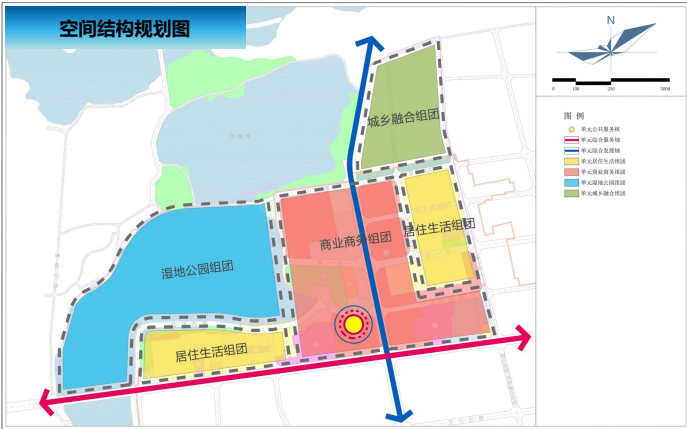 空间结构规划图
N
0 100 200
图 例
单元公共服务核
单元综合服务轴
单元综合发展轴
单元居住生活组团
单元商业商务组团
单元湿地公园组团
单元城乡融合组团
城乡融合组团
商业商务组团
居住生活组团
湿地公园组团
居住生活组团